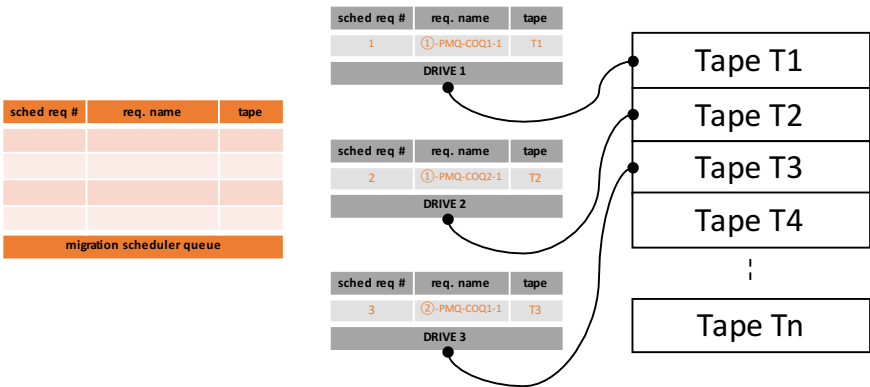 sched req # req. name tape
migration scheduler queue
sched req # req. name tape
1 ①-PMQ-COQ1-1 T1
DRIVE 1
sched req # req. name tape
2 ①-PMQ-COQ2-1 T2
DRIVE 2
sched req # req. name tape
3 ②-PMQ-COQ1-1 T3
DRIVE 3
Tape T1
Tape T2
Tape T3
Tape T4
Tape Tn